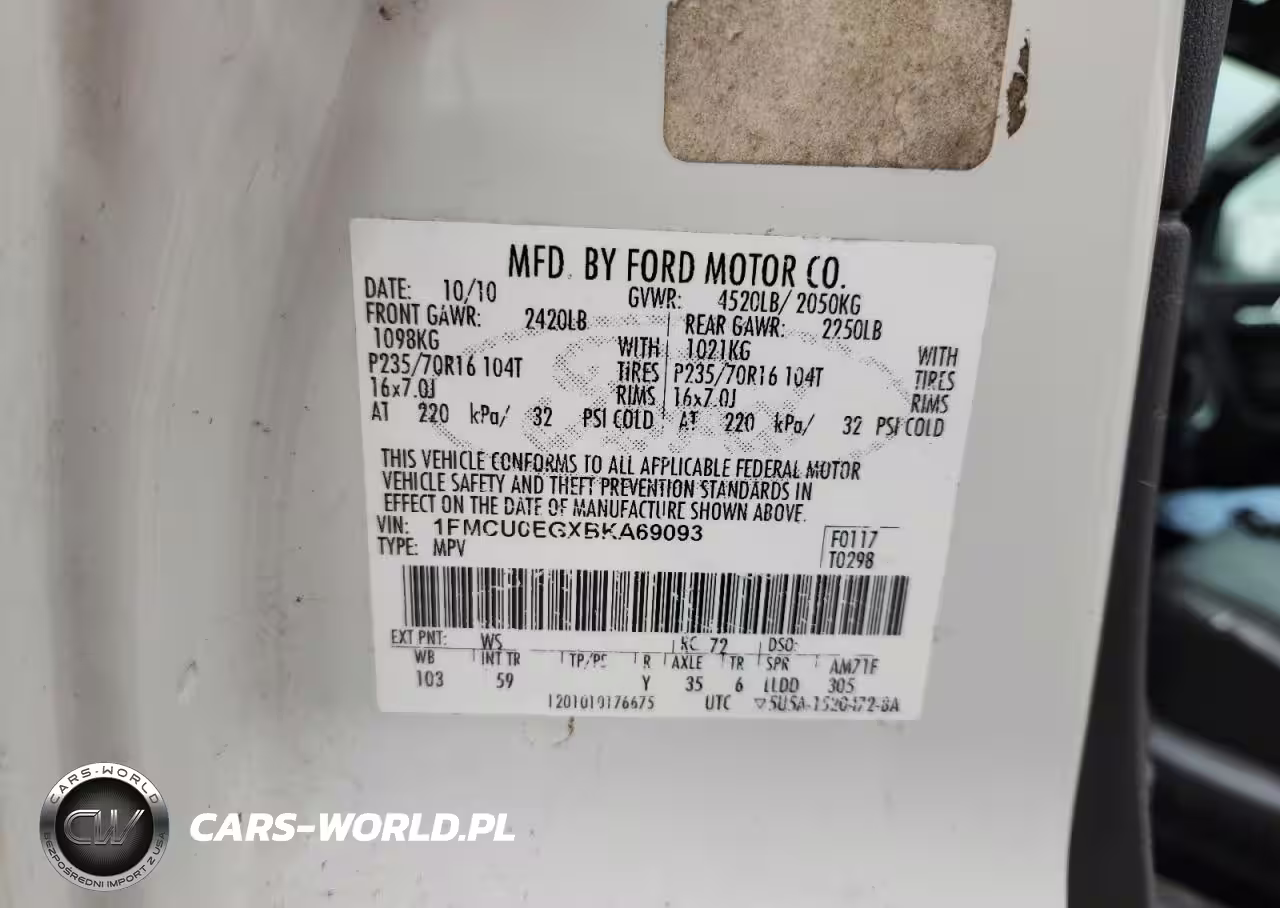 MFD. BY FORD MOTOR CO.
DATE: 10/10 GVWR: 4520LB/ 2050KG
FRONT GAWR: 2420LB REAR GAWR: 2250LB
1098KG WITH 1021KG WITH
P235/70R16 104T TIRES P235/70R16 104T TIRES
16x7.0J RIMS 16x7.0J RIMS
AT 220 kPa/ 32 PSI COLD AT 220 kPa/ 32 PSI COLD
THIS VEHICLE CONFORMS TO ALL APPLICABLE FEDERAL MOTOR
VEHICLE SAFETY AND THEFT PREVENTION STANDARDS IN
EFFECT ON THE DATE OF MANUFACTURE SHOWN ABOVE.
VIN: 1FMCU0EGXBKA69093
TYPE: MPV
F0117
T0298
EXT PNT: WS RC 72 DSO:
WB INT TR TP/PS R AXLE TR SPR
103 59 Y 35 6 305
UTC
CARS-WORLD
CW
BEZPOŚREDNI IMPORT Z USA
CARS-WORLD.PL